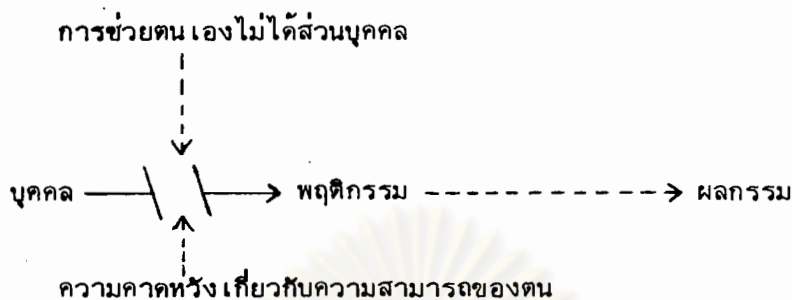 การช่วยตนเองไม่ได้ส่วนบุคคล
บุคคล พฤติกรรม ผลกรรม
ความคาดหวังเกี่ยวกับความสามารถของตน